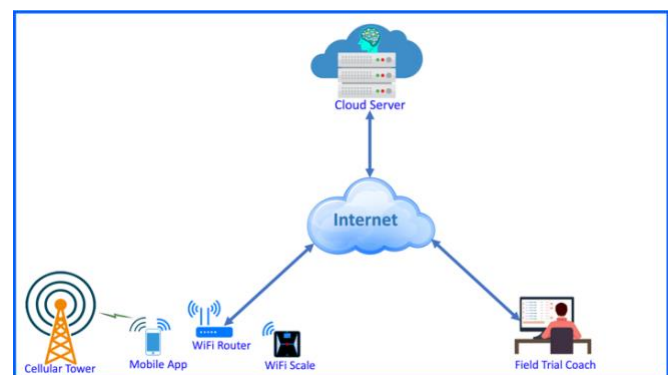 Cloud Server
Internet
Cellular Tower
Mobile App
WiFi Router
WiFi Scale
Field Trial Coach